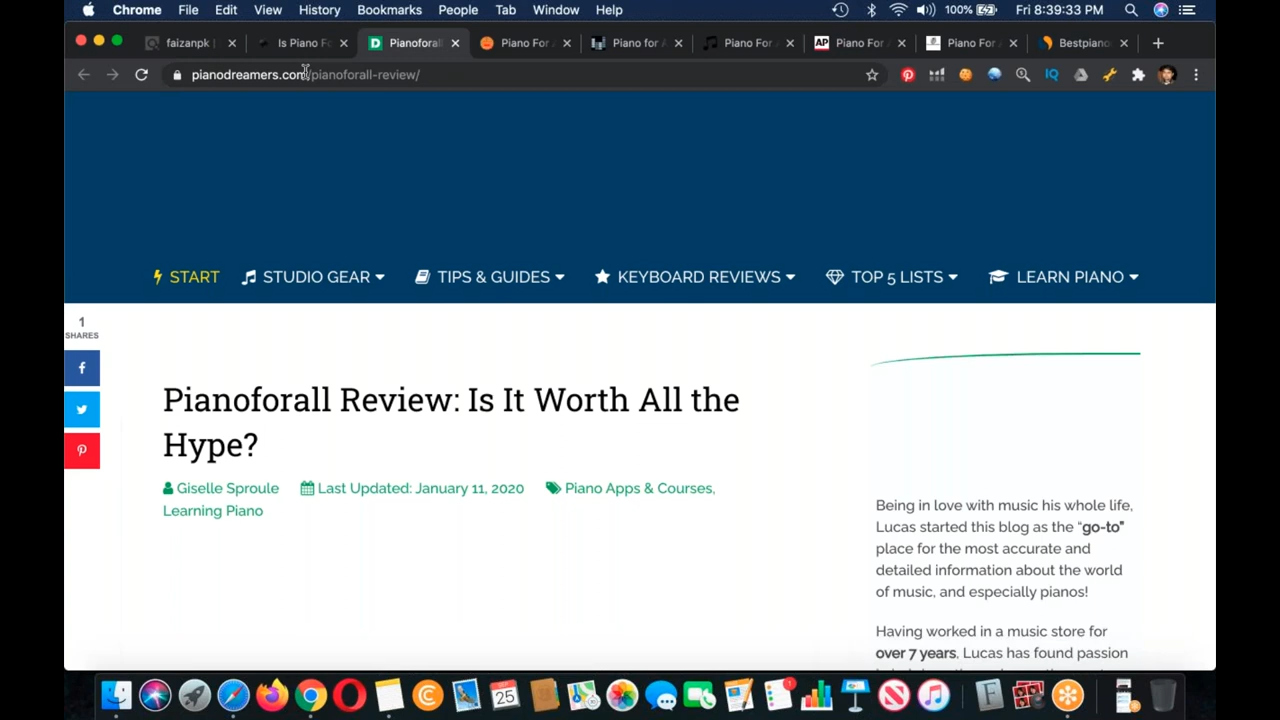 Chrome File Edit View History Bookmarks People Tab Window Help 100% Fri 8:39:33 PM
faizanpk Is Piano Fo Pianoforall Piano For Piano for Piano For AP Piano For Piano For Bestpiano
pianodreamers.com/pianoforall-review/ IQ
START STUDIO GEAR TIPS & GUIDES KEYBOARD REVIEWS TOP 5 LISTS LEARN PIANO
1
SHARES
Pianoforall Review: Is It Worth All the
Hype?
Giselle Sproule Last Updated: January 11, 2020 Piano Apps & Courses,
Learning Piano
Being in love with music his whole life,
Lucas started this blog as the “go-to"
place for the most accurate and
detailed information about the world
of music, and especially pianos!
Having worked in a music store for
over 7 years, Lucas has found passion
SEP
25
1